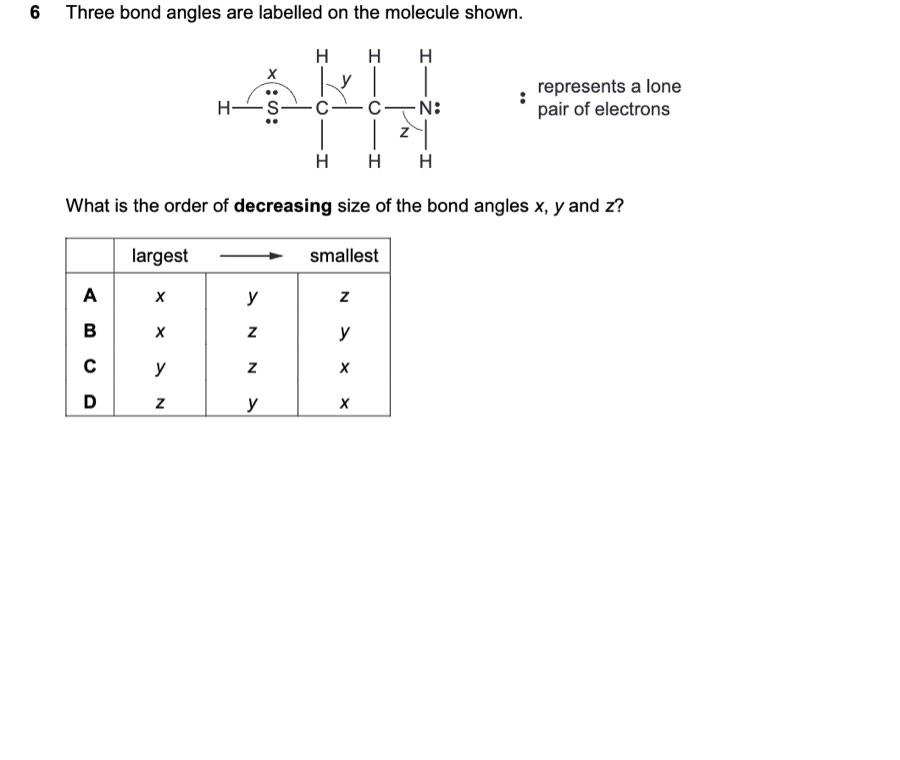 6 Three bond angles are labelled on the molecule shown.
H H H
x y
H S C C N
z
H H H
: represents a lone
pair of electrons
What is the order of decreasing size of the bond angles x, y and z?
largest → smallest
A x y z
B x z y
C y z x
D z y x